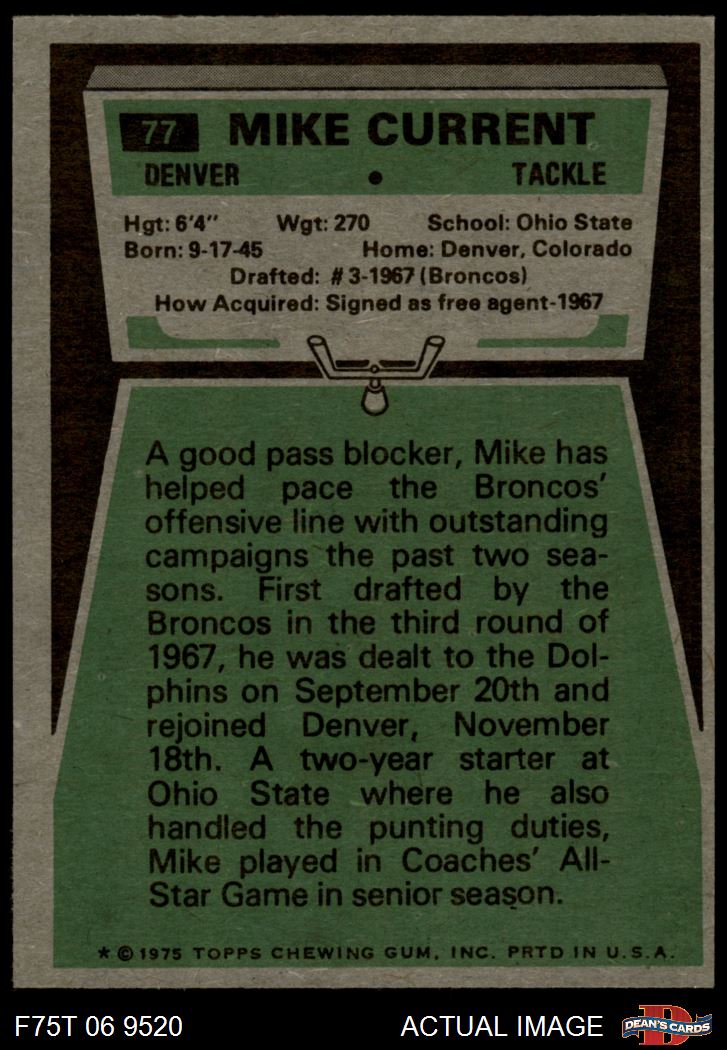 77 MIKE CURRENT
DENVER • TACKLE
Hgt: 6'4" Wgt: 270 School: Ohio State
Born: 9-17-45 Home: Denver, Colorado
Drafted: #3-1967 (Broncos)
How Acquired: Signed as free agent-1967
A good pass blocker, Mike has
helped pace the Broncos'
offensive line with outstanding
campaigns the past two sea-
sons. First drafted by the
Broncos in the third round of
1967, he was dealt to the Dol-
phins on September 20th and
rejoined Denver, November
18th. A two-year starter at
Ohio State where he also
handled the punting duties,
Mike played in Coaches' All-
Star Game in senior season.
* © 1975 TOPPS CHEWING GUM, INC. PRTD IN U.S.A.
F75T 06 9520 ACTUAL IMAGE
D
DEAN'S CARDS